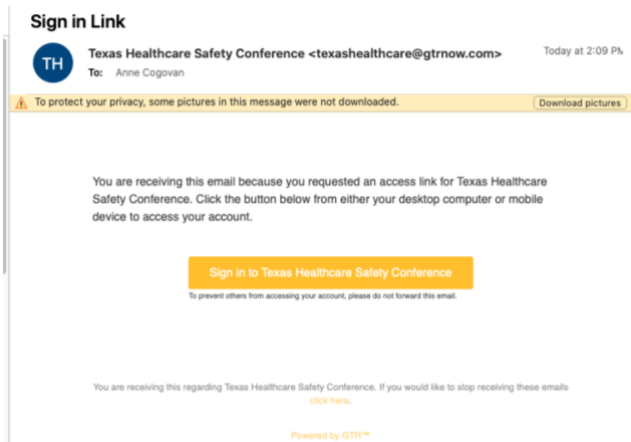 Sign in Link
TH
Texas Healthcare Safety Conference <texashealthcare@gtrnow.com>
Today at 2:09 PM
To: Anne Cogovan
To protect your privacy, some pictures in this message were not downloaded.
Download pictures
You are receiving this email because you requested an access link for Texas Healthcare
Safety Conference. Click the button below from either your desktop computer or mobile
device to access your account.
Sign in to Texas Healthcare Safety Conference
To prevent others from accessing your account, please do not forward this email.
You are receiving this regarding Texas Healthcare Safety Conference. If you would like to stop receiving these emails
click here.
Powered by GTR™